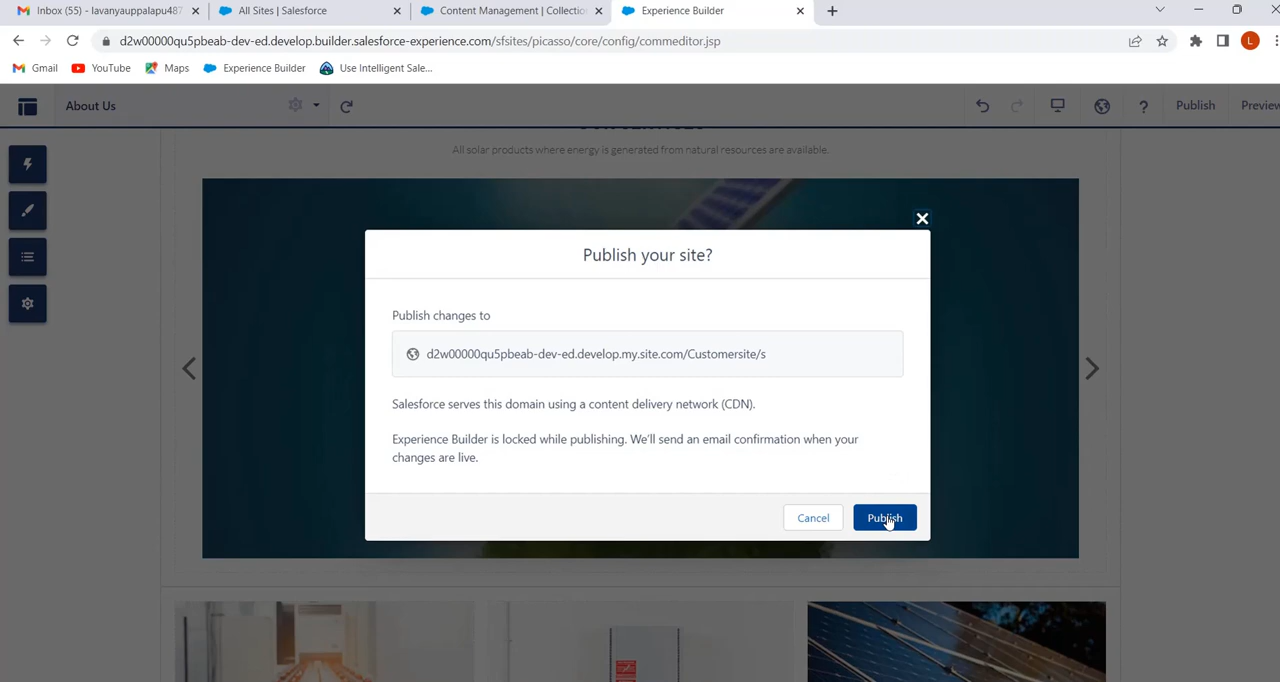 Inbox (55) - lavanyauppalapu487
All Sites | Salesforce
Content Management | Collectio
Experience Builder
d2w00000qu5pbeab-dev-ed.develop.builder.salesforce-experience.com/sfsites/picasso/core/config/commeditor.jsp
L
Gmail
YouTube
Maps
Experience Builder
Use Intelligent Sale...
About Us
?
Publish
Preview
All solar products where energy is generated from natural resources are available.
Publish your site?
Publish changes to
d2w00000qu5pbeab-dev-ed.develop.my.site.com/Customersite/s
Salesforce serves this domain using a content delivery network (CDN).
Experience Builder is locked while publishing. We'll send an email confirmation when your
changes are live.
Cancel
Publish